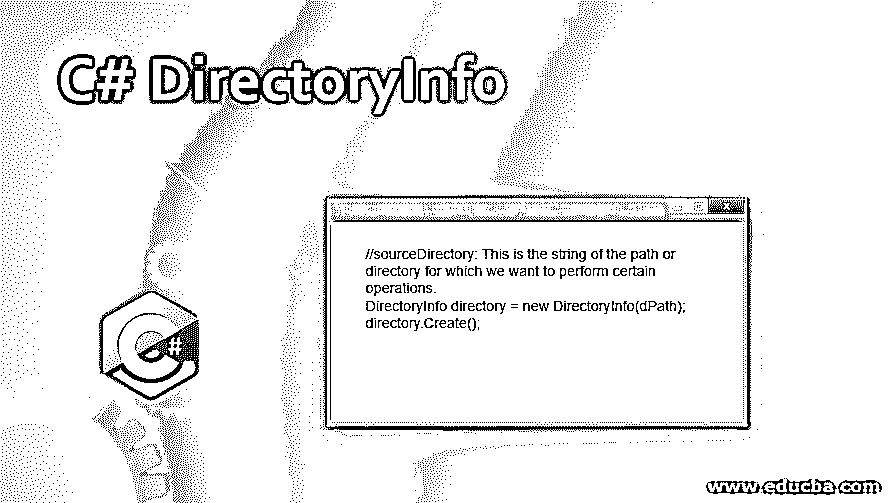 C# DirectoryInfo
//sourceDirectory: This is the string of the path or
directory for which we want to perform certain
operations.
DirectoryInfo directory = new DirectoryInfo(dPath);
directory.Create();
C#
www.educba.com